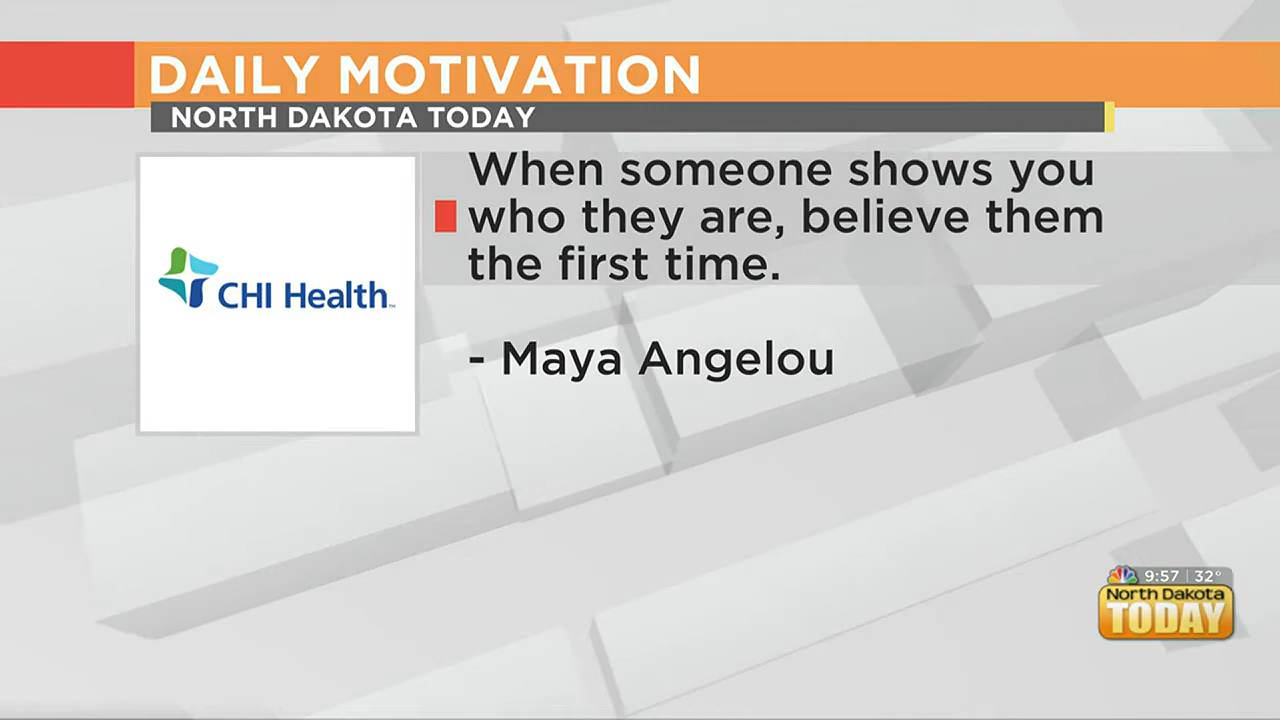 DAILY MOTIVATION
NORTH DAKOTA TODAY
When someone shows you
who they are, believe them
the first time.
- Maya Angelou
CHI Health™
9:57 | 32°
North Dakota
TODAY